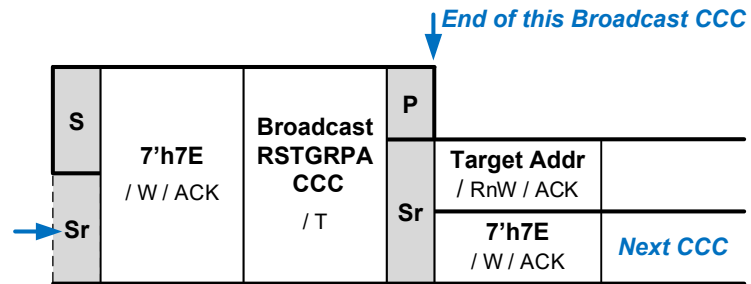 End of this Broadcast CCC
S
Sr
7’h7E
/ W / ACK
Broadcast
RSTGRPA
CCC
/ T
P
Sr
Target Addr
/ RnW / ACK
7’h7E
/ W / ACK
Next CCC